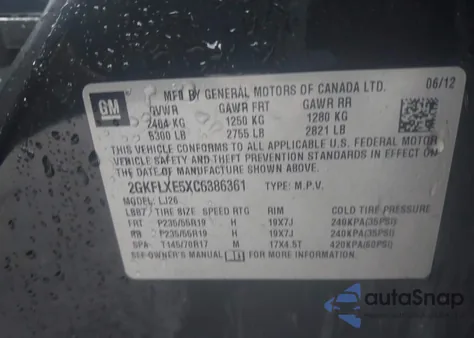 GM
MFD BY GENERAL MOTORS OF CANADA LTD. 06/12
GVWR GAWR FRT GAWR RR
2404 KG 1250 KG 1280 KG
5300 LB 2755 LB 2821 LB
THIS VEHICLE CONFORMS TO ALL APPLICABLE U.S. FEDERAL MOTOR
VEHICLE SAFETY AND THEFT PREVENTION STANDARDS IN EFFECT ON
THE DATE OF MANUFACTURE SHOWN ABOVE.
2GKFLXE5XC6386361 TYPE: M.P.V.
MODEL: LJ26
TIRE SIZE SPEED RTG RIM COLD TIRE PRESSURE
FRT P235/55R19 H 19X7J 240KPA(35PSI)
RR P235/55R19 H 19X7J 240KPA(35PSI)
SPA T145/70R17 M 17X4.5T 420KPA(60PSI)
SEE OWNER'S MANUAL FOR MORE INFORMATION.
autoSnap